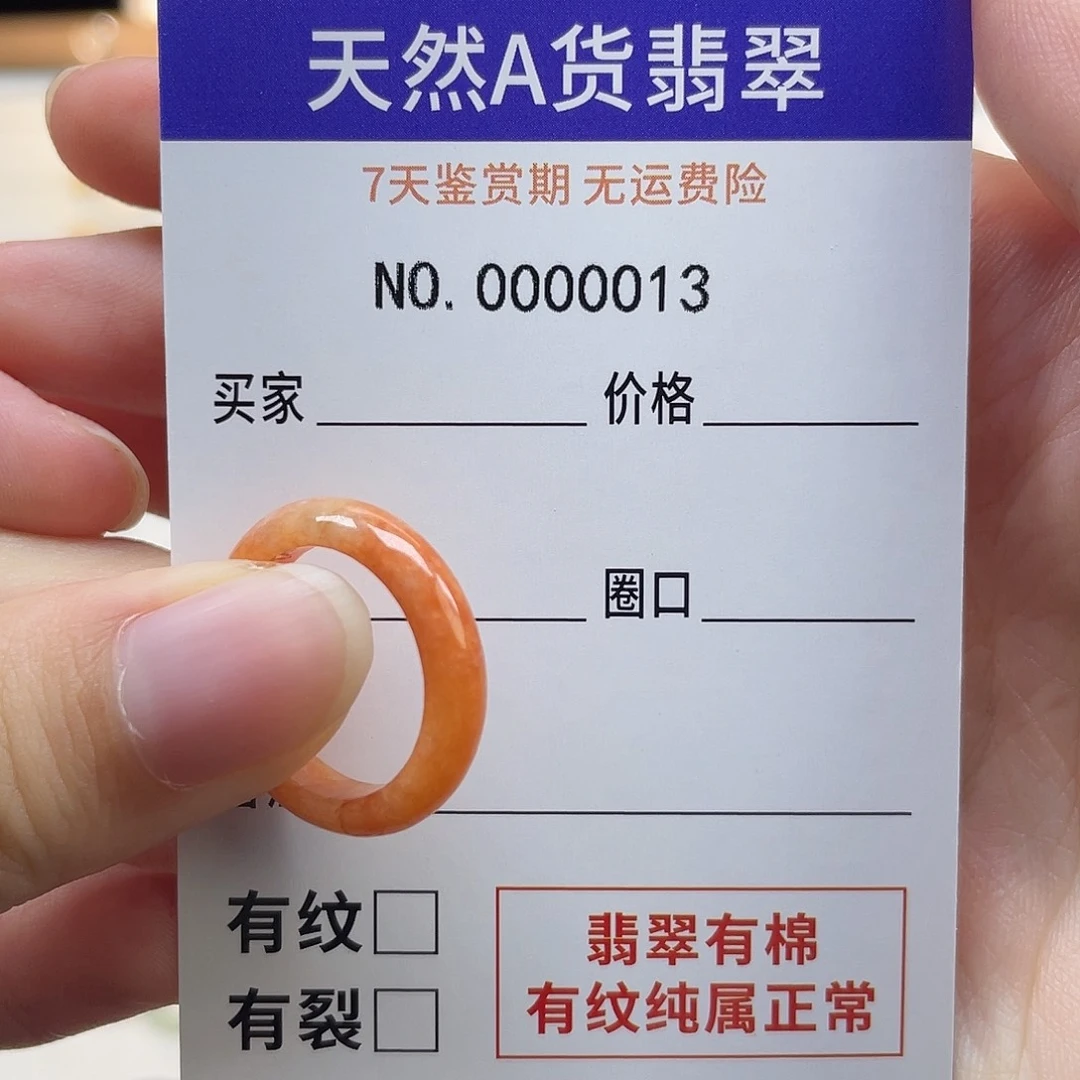 天然A货翡翠
7天鉴赏期 无运费险
NO. 0000013
买家 价格
圈口
有纹
有裂
翡翠有棉
有纹纯属正常